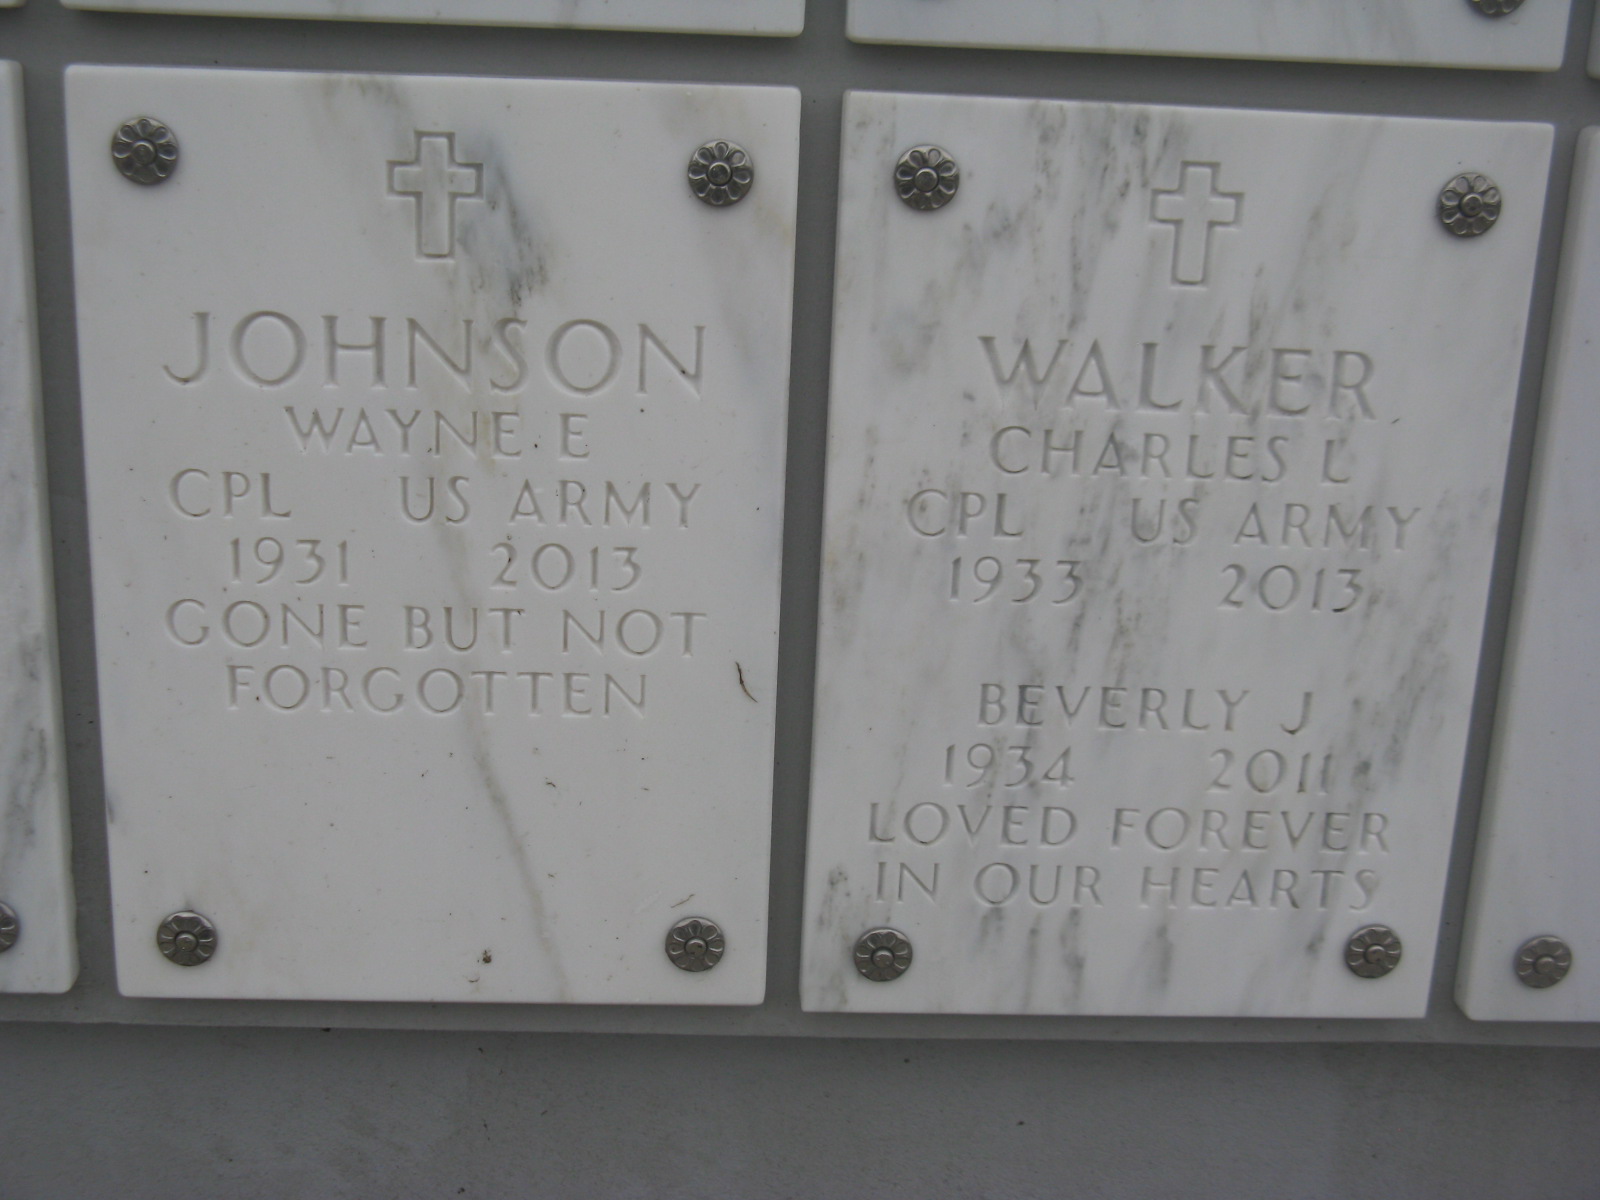 JOHNSON
WAYNE E
CPL US ARMY
1931 2013
GONE BUT NOT
FORGOTTEN
WALKER
CHARLES L
CPL US ARMY
1933 2013
BEVERLY J
1934 2011
LOVED FOREVER
IN OUR HEARTS